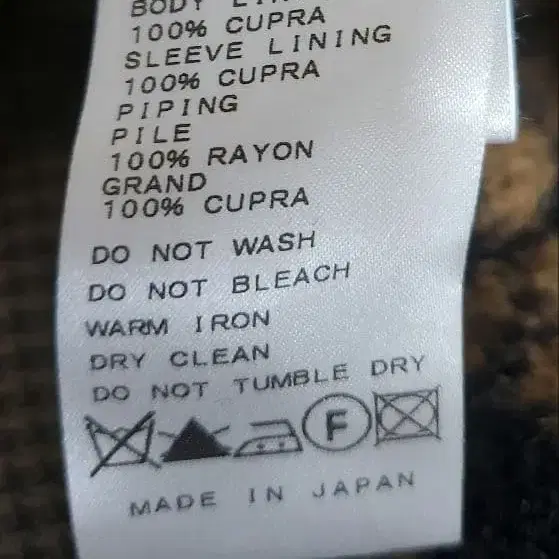 BODY
100% CUPRA
SLEEVE LINING
100% CUPRA
PIPING
PILE
100% RAYON
GRAND
100% CUPRA
DO NOT WASH
DO NOT BLEACH
WARM IRON
DRY CLEAN
DO NOT TUMBLE DRY
F
MADE IN JAPAN